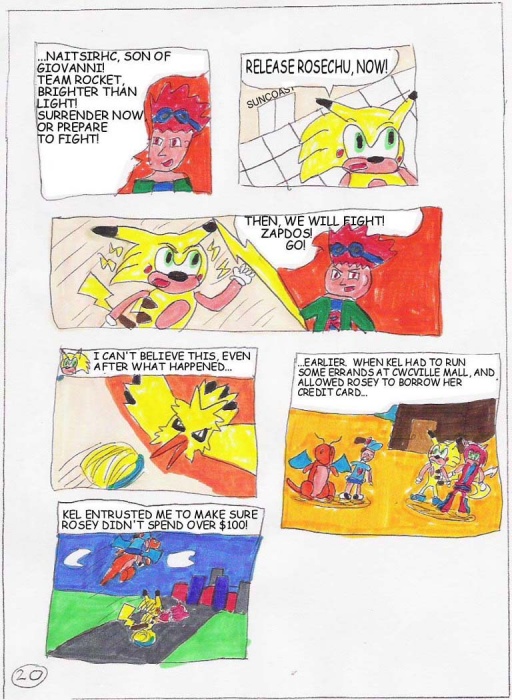 ...NAITSIRHC, SON OF
GIOVANNI!
TEAM ROCKET,
BRIGHTER THAN
LIGHT!
SURRENDER NOW
OR PREPARE
TO FIGHT!
RELEASE ROSECHU, NOW!
SUNCOAST
THEN, WE WILL FIGHT!
ZAPDOS!
GO!
I CAN'T BELIEVE THIS, EVEN
AFTER WHAT HAPPENED...
...EARLIER. WHEN KEL HAD TO RUN
SOME ERRANDS AT CWCVILLE MALL, AND
ALLOWED ROSEY TO BORROW HER
CREDIT CARD...
KEL ENTRUSTED ME TO MAKE SURE
ROSEY DIDN'T SPEND OVER $100!
20